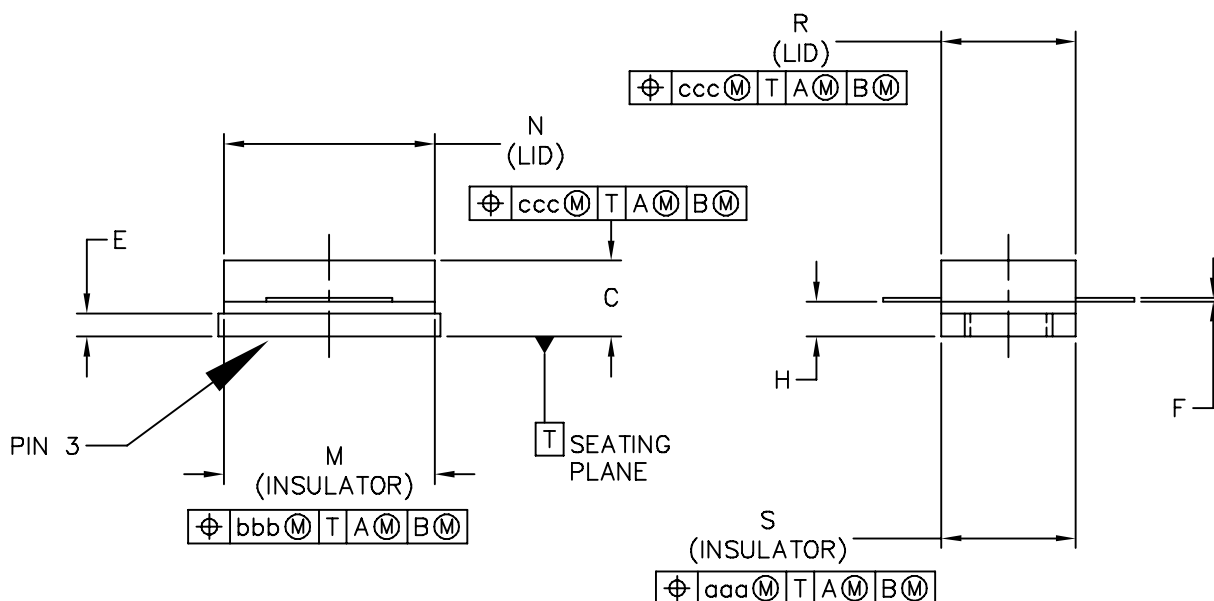 R
(LID)
⌖ ccc Ⓜ T A Ⓜ B Ⓜ
N
(LID)
⌖ ccc Ⓜ T A Ⓜ B Ⓜ
E
C
H
F
PIN 3
T SEATING
PLANE
M
(INSULATOR)
⌖ bbb Ⓜ T A Ⓜ B Ⓜ
S
(INSULATOR)
⌖ aaa Ⓜ T A Ⓜ B Ⓜ